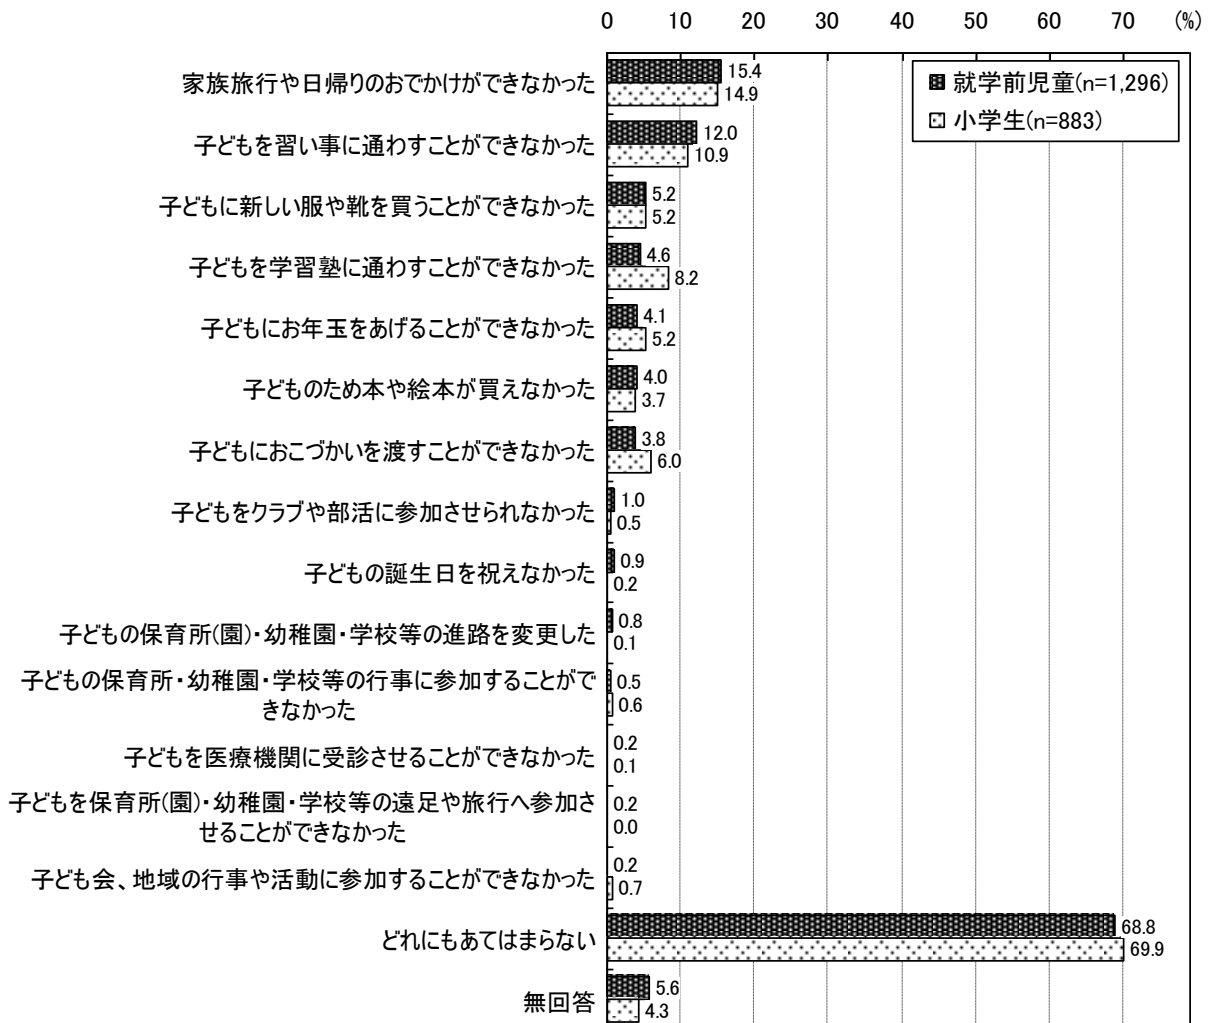 0 10 20 30 40 50 60 70 (%)
就学前児童(n=1,296)
小学生(n=883)
家族旅行や日帰りのおでかけができなかった
15.4
14.9
子どもを習い事に通わすことができなかった
12.0
10.9
子どもに新しい服や靴を買うことができなかった
5.2
5.2
子どもを学習塾に通わすことができなかった
4.6
8.2
子どもにお年玉をあげることができなかった
4.1
5.2
子どものため本や絵本が買えなかった
4.0
3.7
子どもにおこづかいを渡すことができなかった
3.8
6.0
子どもをクラブや部活に参加させられなかった
1.0
0.5
子どもの誕生日を祝えなかった
0.9
0.2
子どもの保育所(園)・幼稚園・学校等の進路を変更した
0.8
0.1
子どもの保育所・幼稚園・学校等の行事に参加することがで
きなかった
0.5
0.6
子どもを医療機関に受診させることができなかった
0.2
0.1
子どもを保育所(園)・幼稚園・学校等の遠足や旅行へ参加さ
せることができなかった
0.2
0.0
子ども会、地域の行事や活動に参加することができなかった
0.2
0.7
どれにもあてはまらない
68.8
69.9
無回答
5.6
4.3